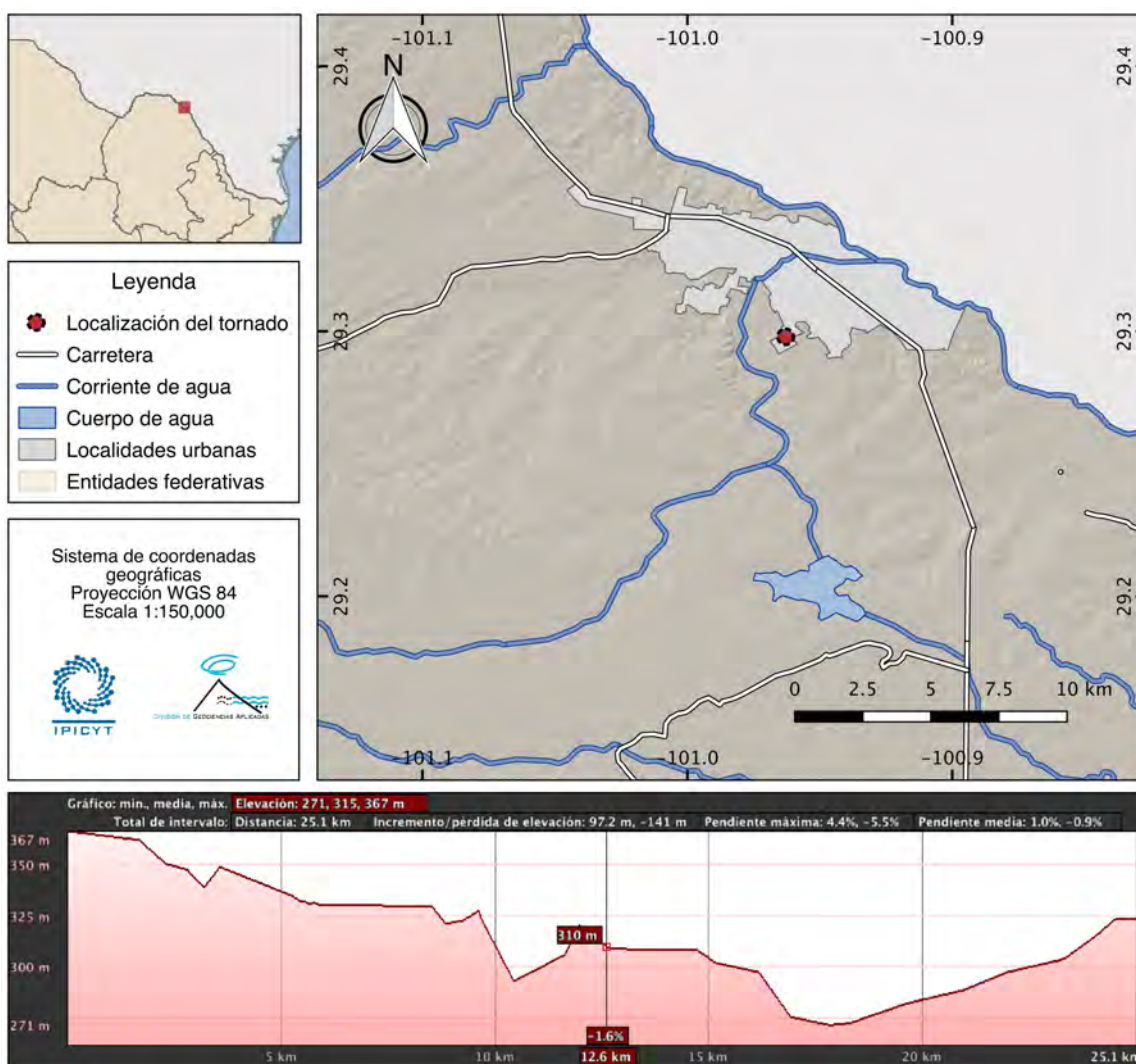 Leyenda
Localización del tornado
Carretera
Corriente de agua
Cuerpo de agua
Localidades urbanas
Entidades federativas
Sistema de coordenadas
geográficas
Proyección WGS 84
Escala 1:150,000
IPICYT
DIVISIÓN DE GEOCIENCIAS APLICADAS
-101.1 -101.0 -100.9
N
29.4 29.4
29.3 29.3
29.2 29.2
0 2.5 5 7.5 10 km
-101.1 -101.0 -100.9
Gráfico: mín., media, máx. Elevación: 271, 315, 367 m
Total de intervalo: Distancia: 25.1 km Incremento/pérdida de elevación: 97.2 m, -141 m Pendiente máxima: 4.4%, -5.5% Pendiente media: 1.0%, -0.9%
367 m
350 m
325 m
310 m
300 m
271 m
-1.6%
5 km 10 km 12.6 km 15 km 20 km 25.1 km